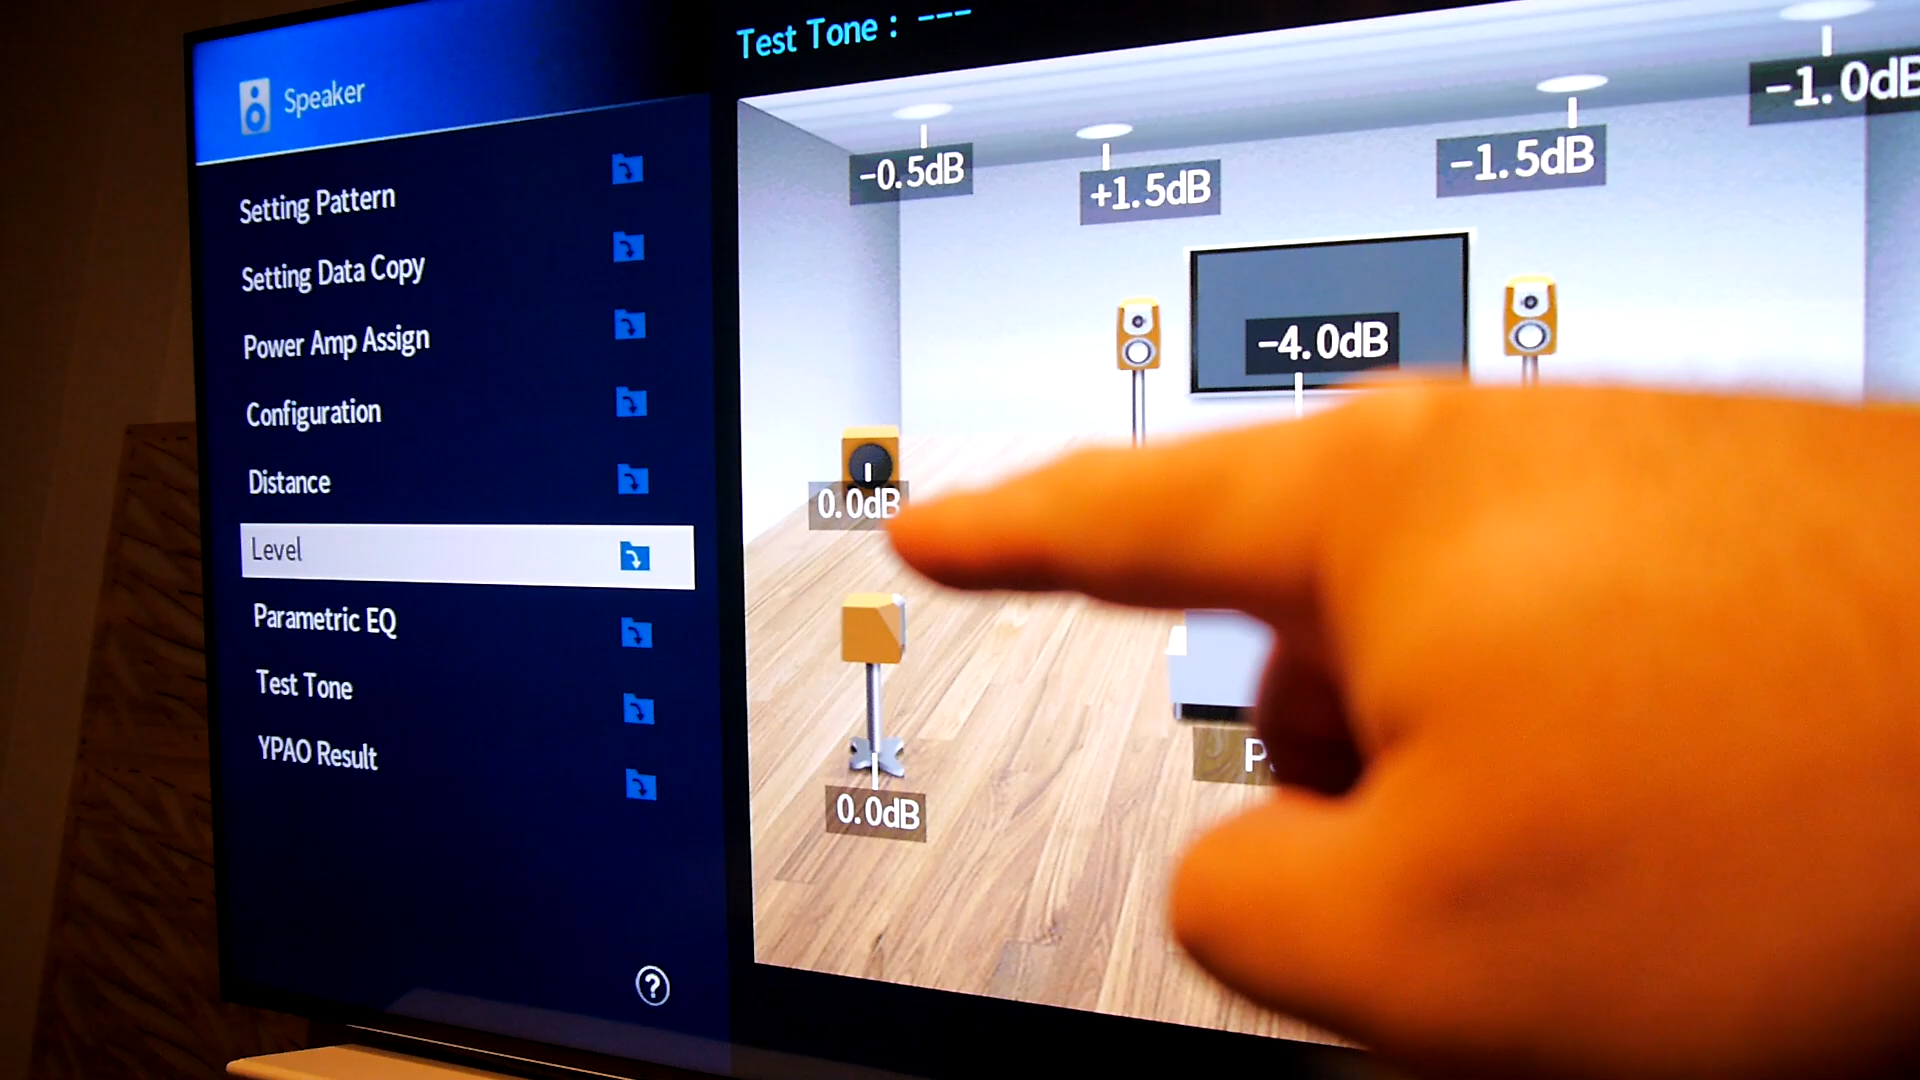 Speaker
Setting Pattern
Setting Data Copy
Power Amp Assign
Configuration
Distance
Level
Parametric EQ
Test Tone
YPAO Result
?
Test Tone : ---
-0.5dB
+1.5dB
-1.5dB
-1.0dB
-4.0dB
0.0dB
0.0dB